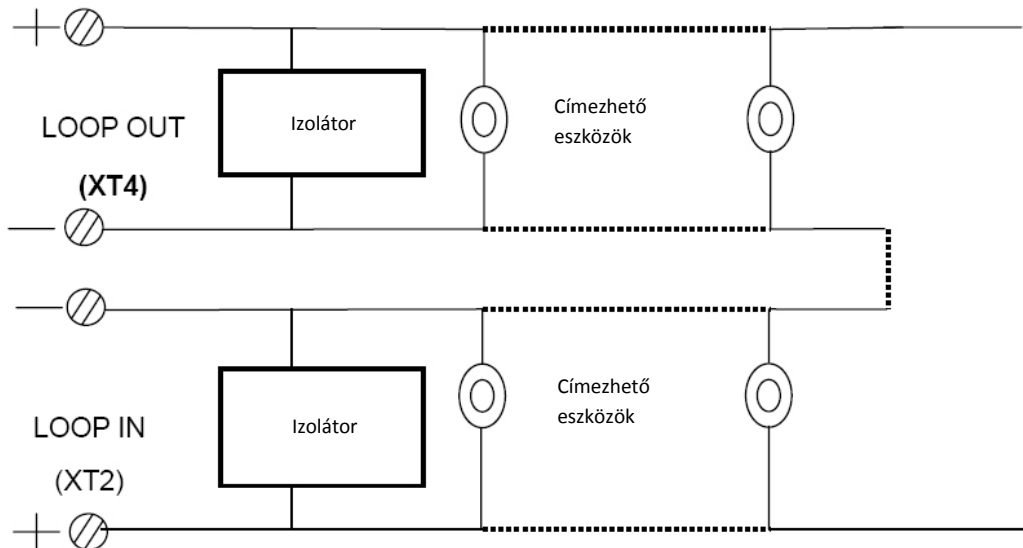 +
LOOP OUT
(XT4)
Izolátor
Címezhető
eszközök
—
—
LOOP IN
(XT2)
Izolátor
Címezhető
eszközök
+